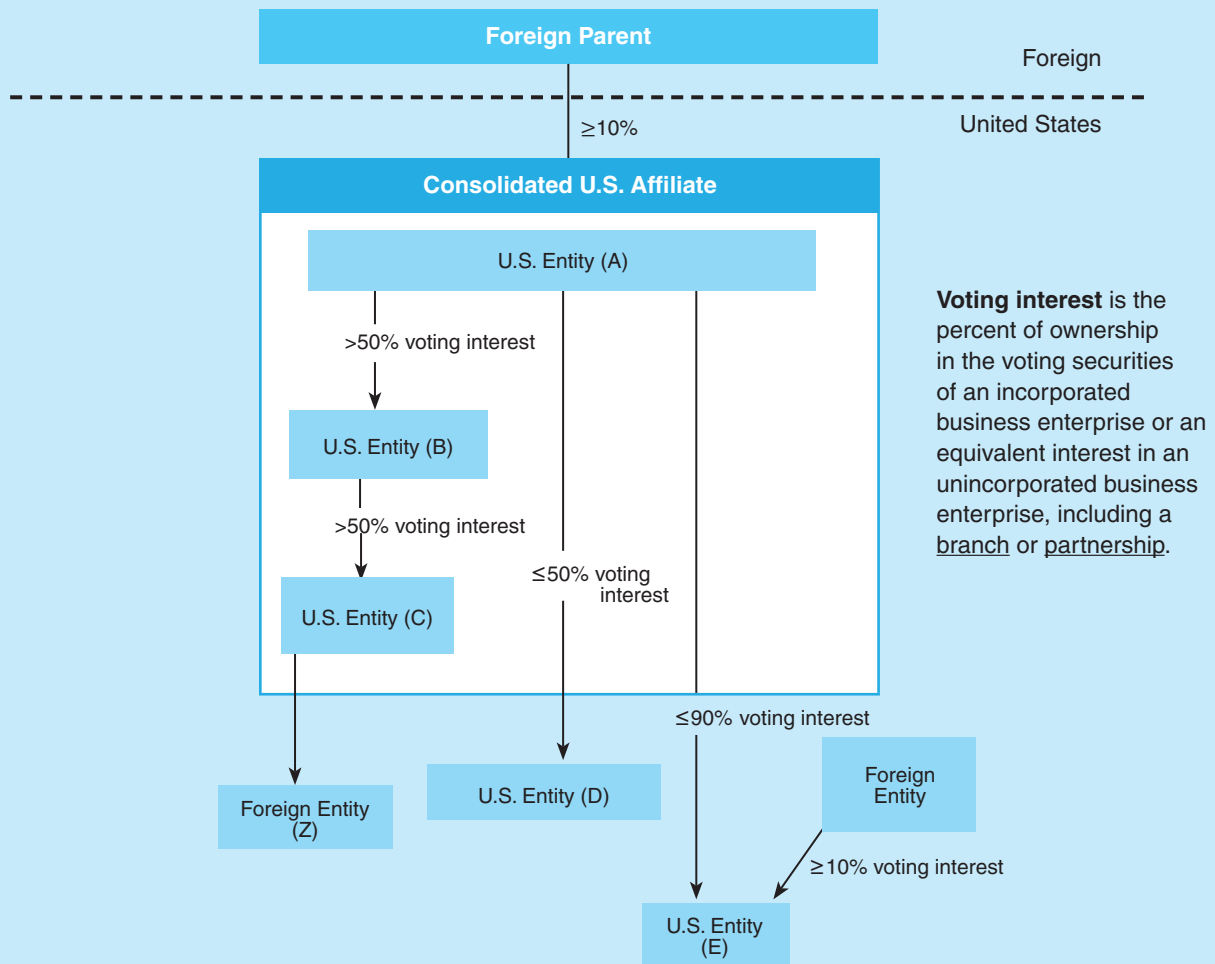 Foreign Parent
Foreign
United States
≥10%
Consolidated U.S. Affiliate
U.S. Entity (A)
>50% voting interest
U.S. Entity (B)
>50% voting interest
≤50% voting
interest
U.S. Entity (C)
Voting interest is the
percent of ownership
in the voting securities
of an incorporated
business enterprise or an
equivalent interest in an
unincorporated business
enterprise, including a
branch or partnership.
≤90% voting interest
Foreign Entity
(Z)
U.S. Entity (D)
Foreign
Entity
≥10% voting interest
U.S. Entity
(E)